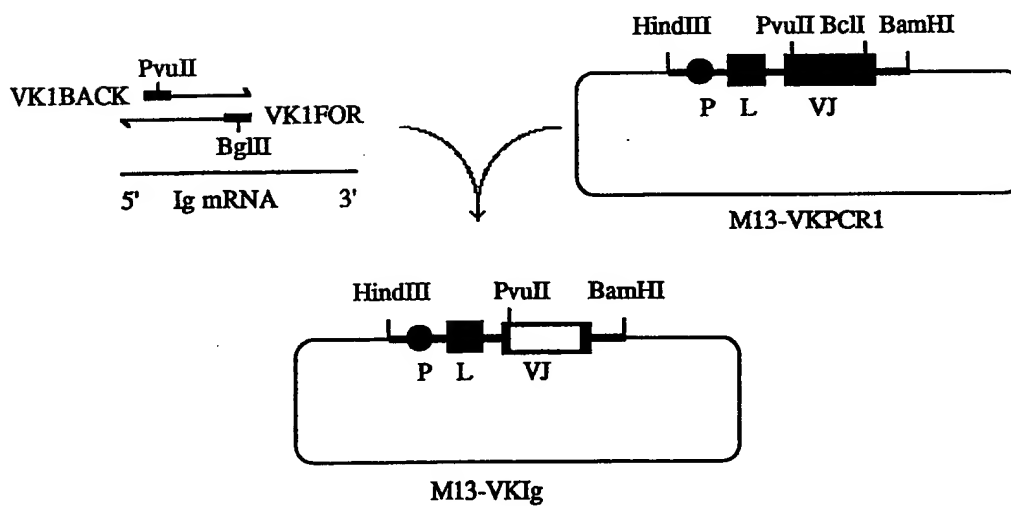 PvuII
VK1BACK
VK1FOR
BglII
5' Ig mRNA 3'
HindIII PvuII BclI BamHI
P L VJ
M13-VKPCR1
HindIII PvuII BamHI
P L VJ
M13-VKIg